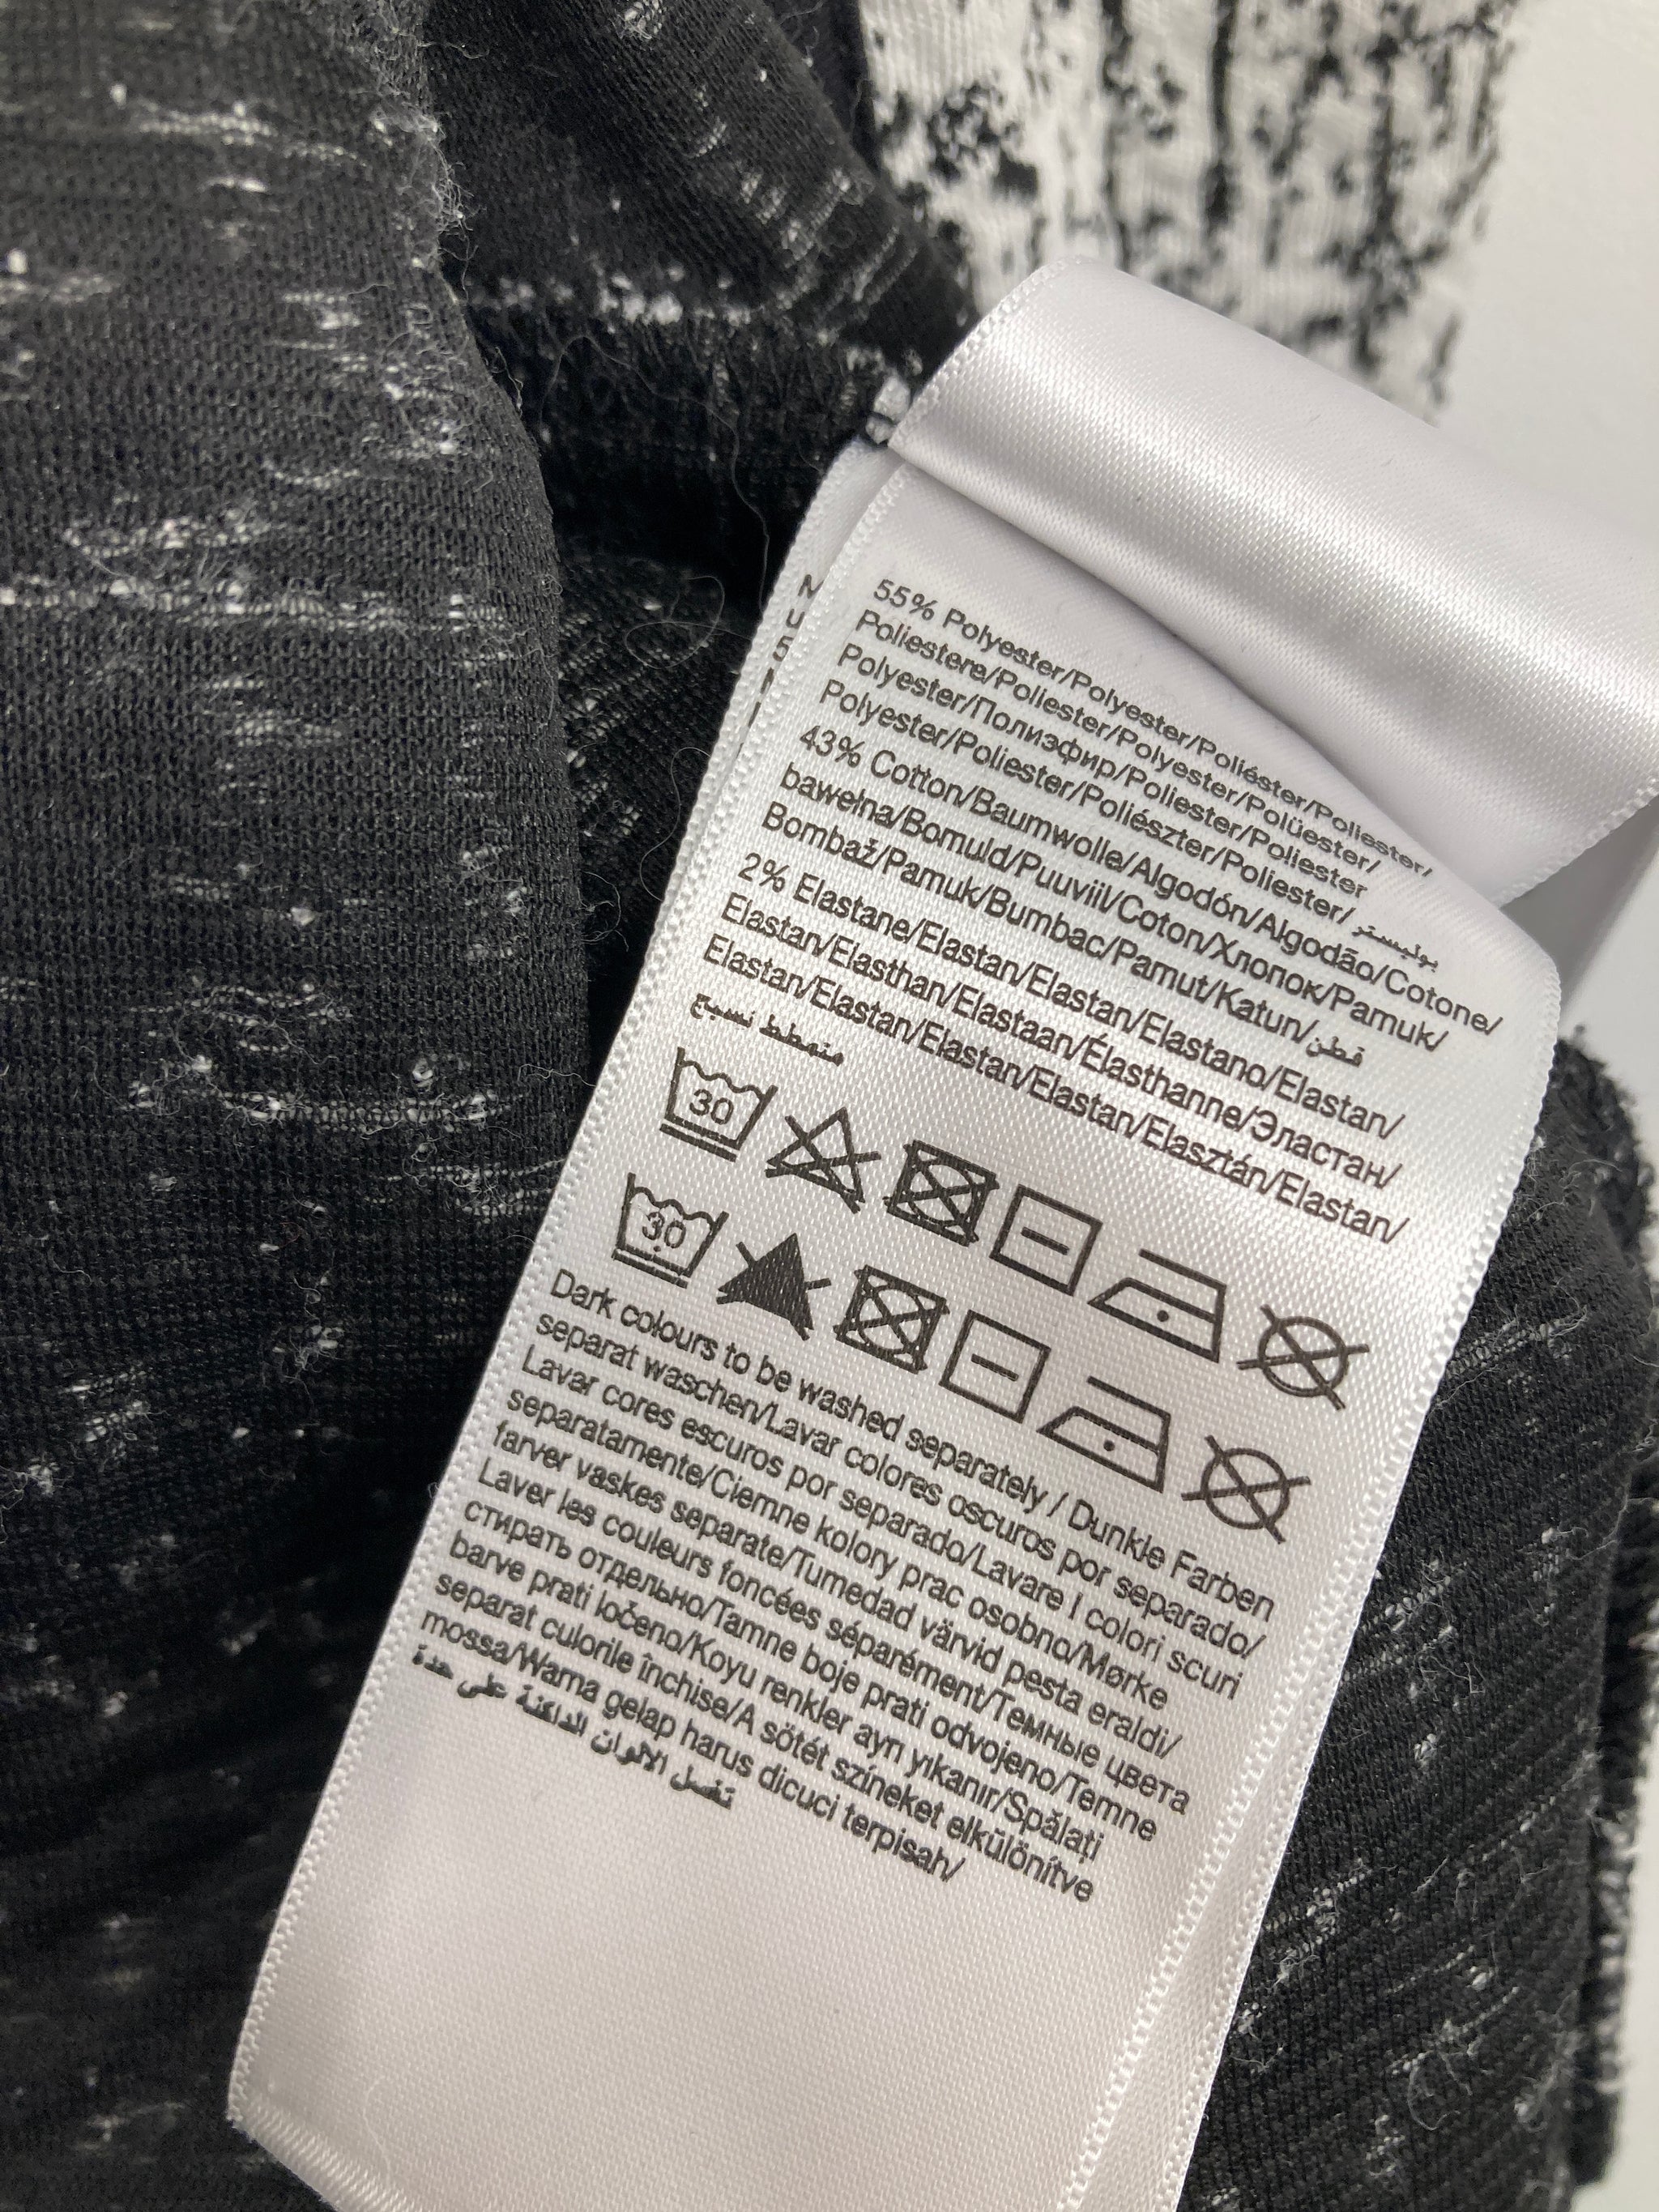 55% Polyester/Polyester/Polyester/Poliéster/Poliester/
Poliestere/Poliester/Polyester/Polüester/
Polyester/Полиэфир/Poliester/Poliester
Polyester/Poliester/Poliészter/Poliester/بوليستر
43% Cotton/Baumwolle/Algodón/Algodão/Cotone/
bawełna/Bomuld/Puuvill/Coton/Хлопок/Pamuk/
Bombaž/Pamuk/Bumbac/Pamut/Katun/قطن
2% Elastane/Elastan/Elastan/Elastano/Elastan/
Elastan/Elasthan/Elastaan/Élasthanne/Эластан/
Elastan/Elastan/Elastan/Elastan/Elasztán/Elastan/
متمطط نسيج
30
30
Dark colours to be washed separately / Dunkle Farben
separat waschen/Lavar colores oscuros por separado/
Lavar cores escuros por separado/Lavare I colori scuri
separatamente/Ciemne kolory prac osobno/Mørke
farver vaskes separate/Tumedad värvid pesta eraldi/
Laver les couleurs foncées séparément/Темные цвета
стирать отдельно/Tamne boje prati odvojeno/Temne
barve prati ločeno/Koyu renkler ayrı yıkanır/Spălați
separat culorile închise/A sötét színeket elkülönítve
mossa/Warna gelap harus dicuci terpisah/
تغسل الالوان الداكنة على حدة